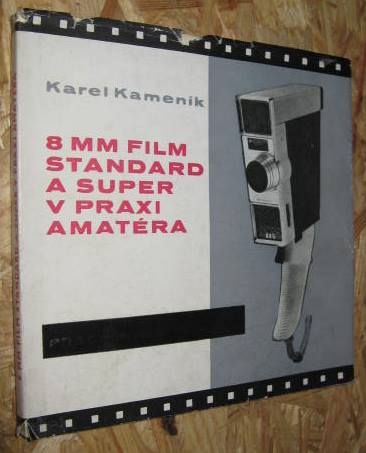 Karel Kameník
8 MM FILM
STANDARD
A SUPER
V PRAXI
AMATÉRA